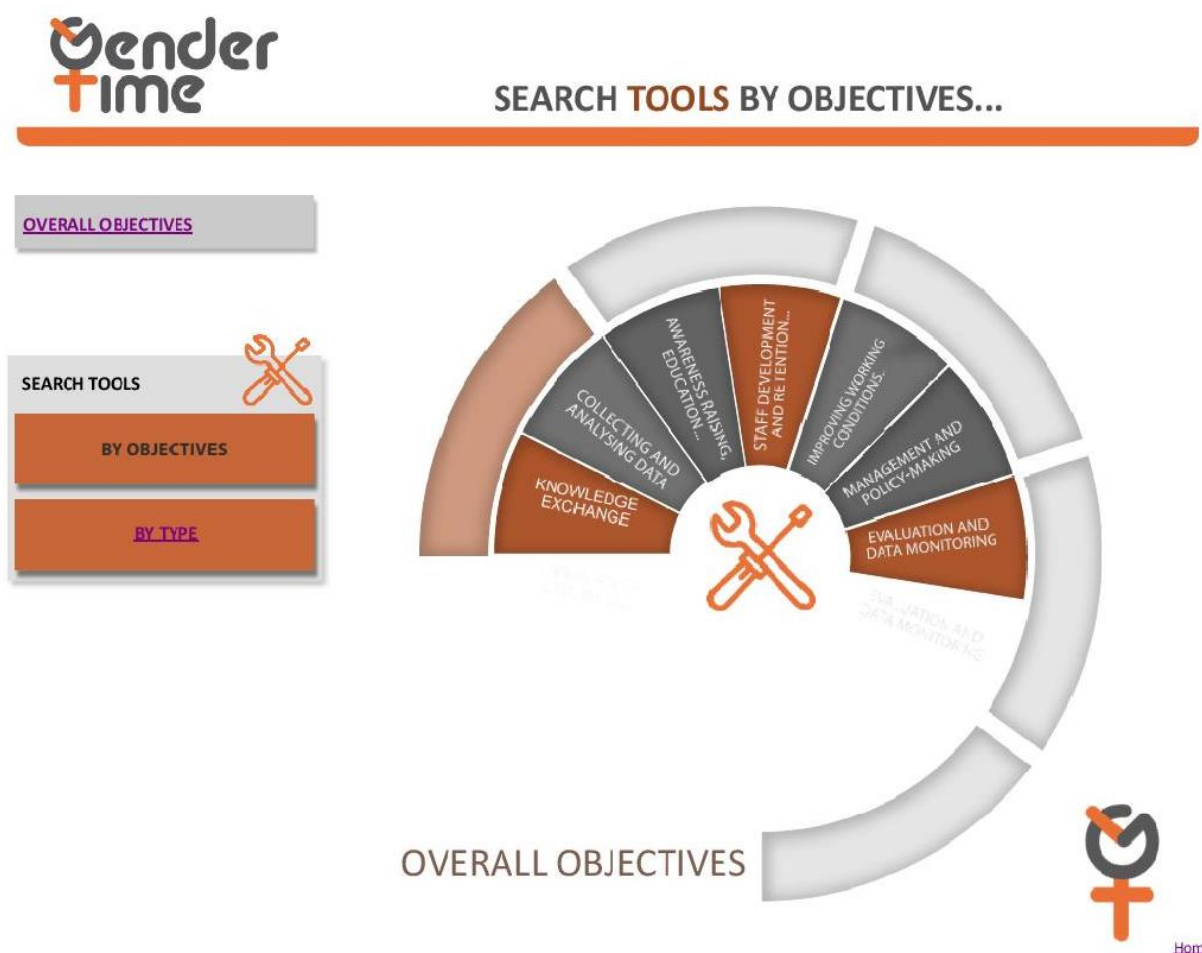 Gender
Time
SEARCH TOOLS BY OBJECTIVES...
OVERALL OBJECTIVES
SEARCH TOOLS
BY OBJECTIVES
BY TYPE
KNOWLEDGE
EXCHANGE
COLLECTING AND
ANALYSING DATA
AWARENESS RAISING,
EDUCATION...
STAFF DEVELOPMENT
AND RETENTION...
IMPROVING WORKING
CONDITIONS.
MANAGEMENT AND
POLICY-MAKING
EVALUATION AND
DATA MONITORING
EVALUATION AND
DATA MONITORING
OVERALL OBJECTIVES
Hom